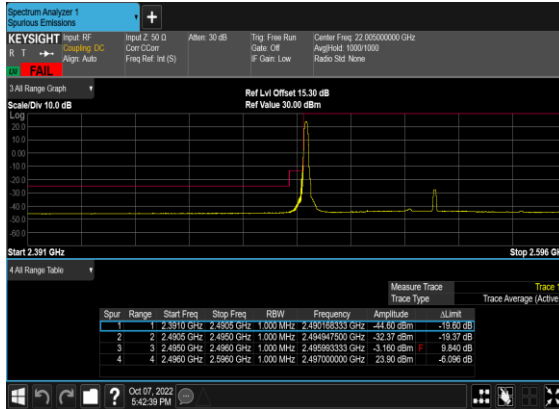 Spectrum Analyzer 1
Spurious Emissions
+
KEYSIGHT Input: RF Input Z: 50 Ω Atten: 30 dB Trig: Free Run Center Freq: 22.005000000 GHz
R T Coupling: DC Corr CCorr Gate: Off Avg|Hold: 1000/1000
Align: Auto Freq Ref: Int (S) IF Gain: Low Radio Std: None
LV FAIL
3 All Range Graph
Ref Lvl Offset 15.30 dB
Scale/Div 10.0 dB Ref Value 30.00 dBm
Log
20.0
10.0
0.00
-10.0
-20.0
-30.0
-40.0
-50.0
-60.0
Start 2.391 GHz Stop 2.596 GH
4 All Range Table
Measure Trace Trace 1
Trace Type Trace Average (Active
Spur Range Start Freq Stop Freq RBW Frequency Amplitude ΔLimit
1 1 2.3910 GHz 2.4905 GHz 1.000 MHz 2.490168333 GHz -44.60 dBm -19.60 dB
2 2 2.4905 GHz 2.4950 GHz 1.000 MHz 2.494947500 GHz -32.37 dBm -19.37 dB
3 3 2.4950 GHz 2.4960 GHz 1.000 MHz 2.495993333 GHz -3.160 dBm F 9.840 dB
4 4 2.4960 GHz 2.5960 GHz 1.000 MHz 2.497000000 GHz 23.90 dBm -6.096 dB
? Oct 07, 2022
5:42:39 PM